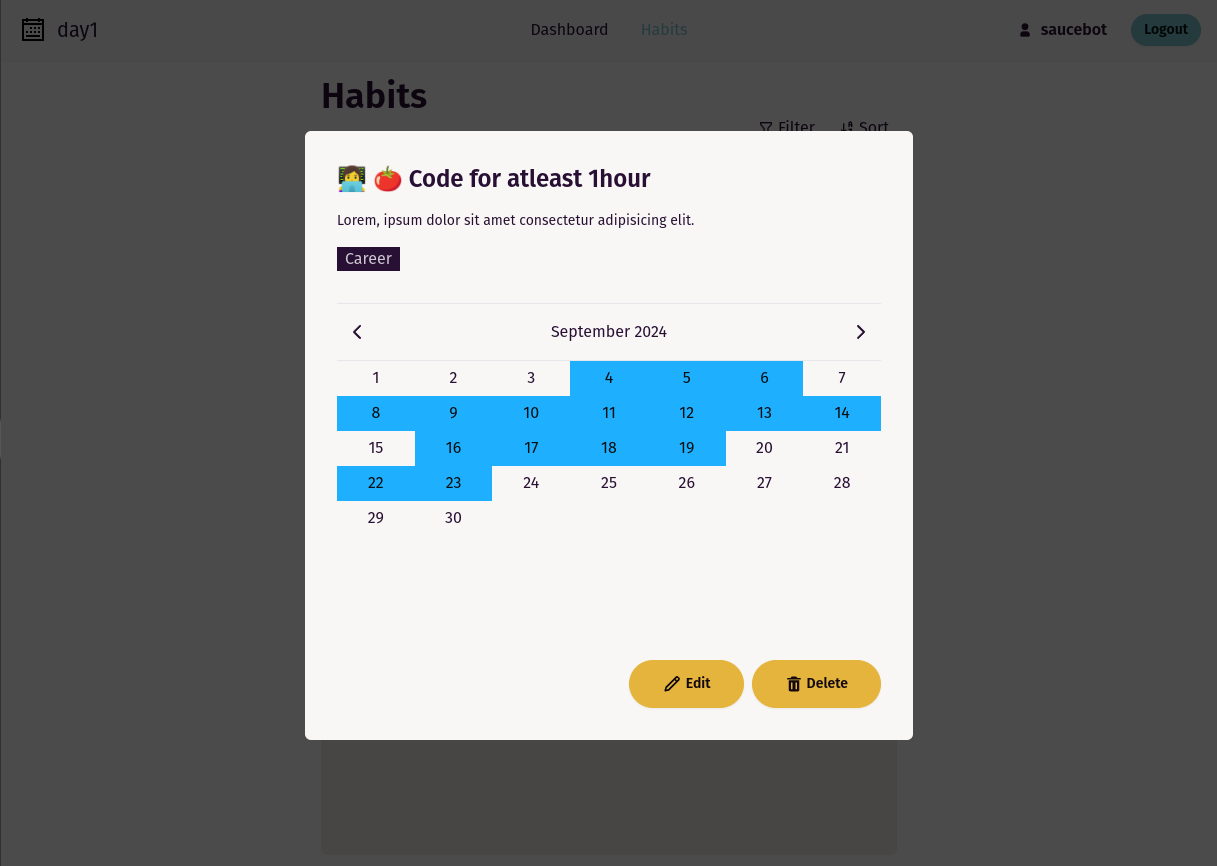 day1 Dashboard Habits saucebot Logout
Habits
Filter Sort
Code for atleast 1hour
Lorem, ipsum dolor sit amet consectetur adipisicing elit.
Career
September 2024
1 2 3 4 5 6 7
8 9 10 11 12 13 14
15 16 17 18 19 20 21
22 23 24 25 26 27 28
29 30
Edit Delete